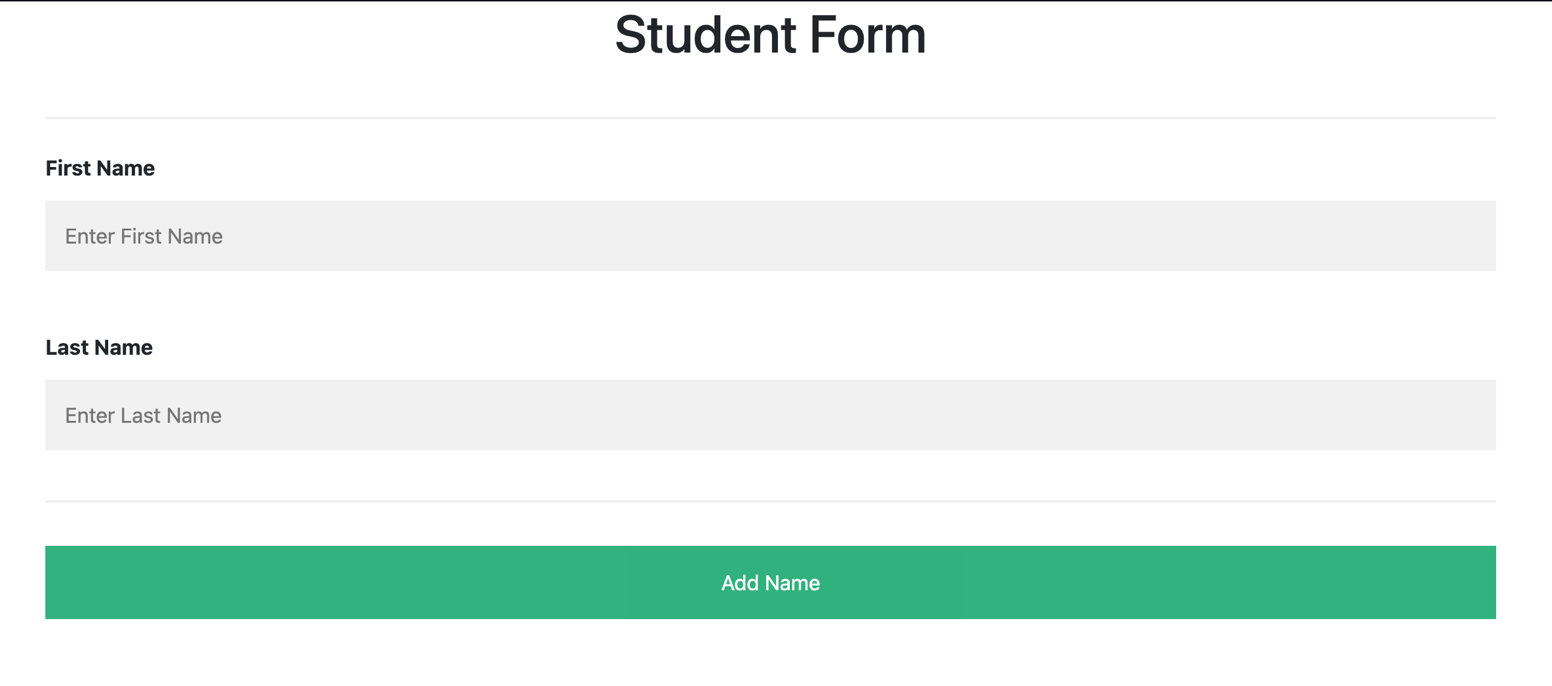 Student Form
First Name
Enter First Name
Last Name
Enter Last Name
Add Name